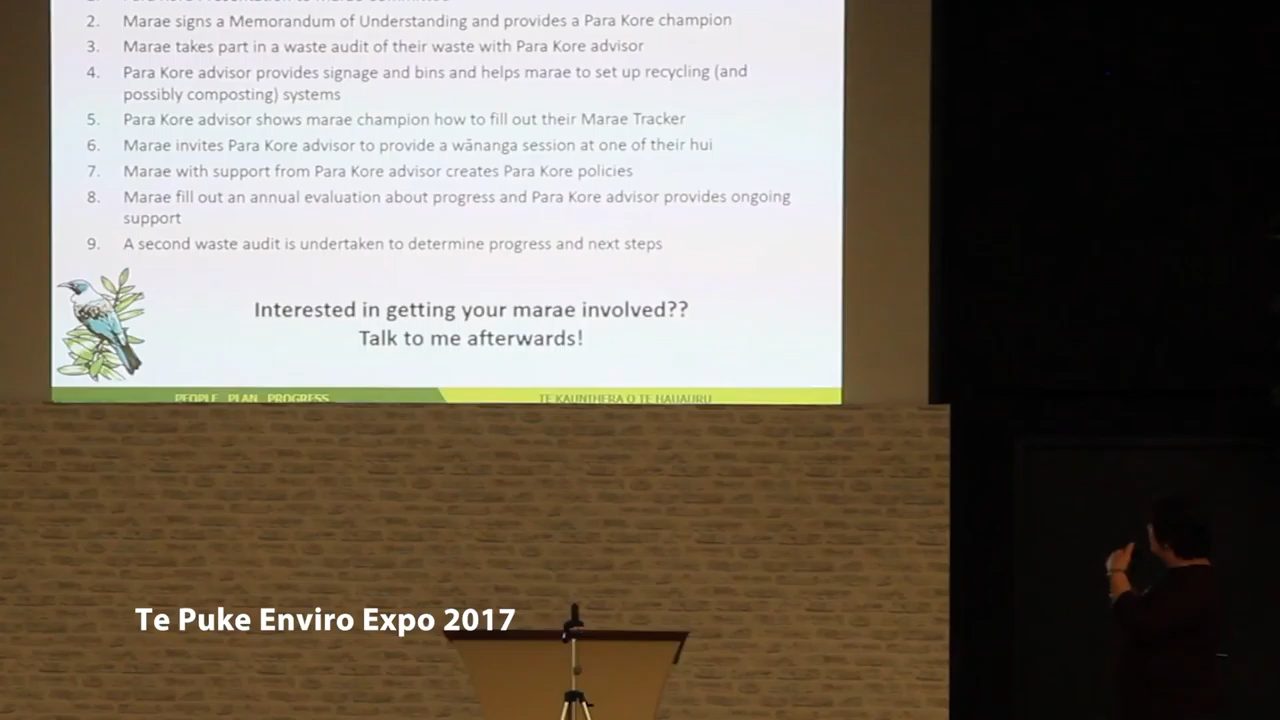 2. Marae signs a Memorandum of Understanding and provides a Para Kore champion
3. Marae takes part in a waste audit of their waste with Para Kore advisor
4. Para Kore advisor provides signage and bins and helps marae to set up recycling (and
possibly composting) systems
5. Para Kore advisor shows marae champion how to fill out their Marae Tracker
6. Marae invites Para Kore advisor to provide a wānanga session at one of their hui
7. Marae with support from Para Kore advisor creates Para Kore policies
8. Marae fill out an annual evaluation about progress and Para Kore advisor provides ongoing
support
9. A second waste audit is undertaken to determine progress and next steps
Interested in getting your marae involved??
Talk to me afterwards!
PEOPLE PLAN PROGRESS
TE KAUNIHERA O TE HAUAURU
Te Puke Enviro Expo 2017